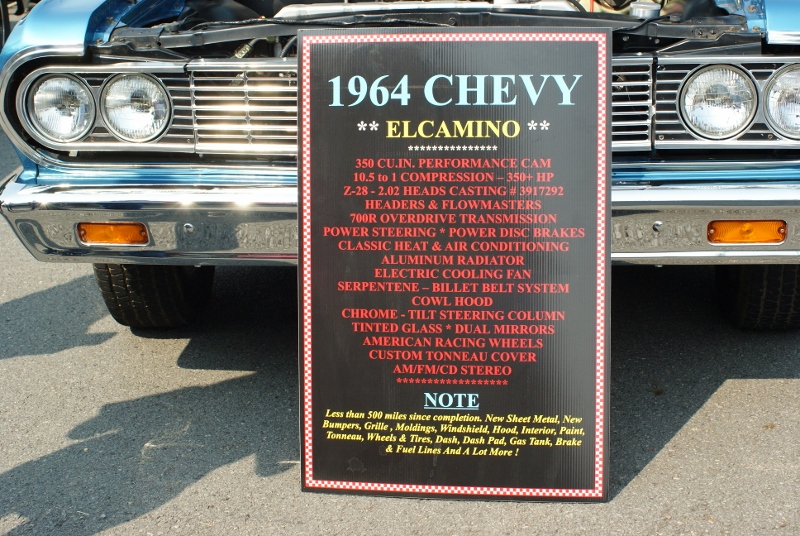 1964 CHEVY
** ELCAMINO **
***************
350 CU.IN. PERFORMANCE CAM
10.5 to 1 COMPRESSION – 350+ HP
Z-28 - 2.02 HEADS CASTING # 3917292
HEADERS & FLOWMASTERS
700R OVERDRIVE TRANSMISSION
POWER STEERING * POWER DISC BRAKES
CLASSIC HEAT & AIR CONDITIONING
ALUMINUM RADIATOR
ELECTRIC COOLING FAN
SERPENTENE – BILLET BELT SYSTEM
COWL HOOD
CHROME - TILT STEERING COLUMN
TINTED GLASS * DUAL MIRRORS
AMERICAN RACING WHEELS
CUSTOM TONNEAU COVER
AM/FM/CD STEREO
*******************
NOTE
Less than 500 miles since completion. New Sheet Metal, New
Bumpers, Grille , Moldings, Windshield, Hood, Interior, Paint,
Tonneau, Wheels & Tires, Dash, Dash Pad, Gas Tank, Brake
& Fuel Lines And A Lot More !